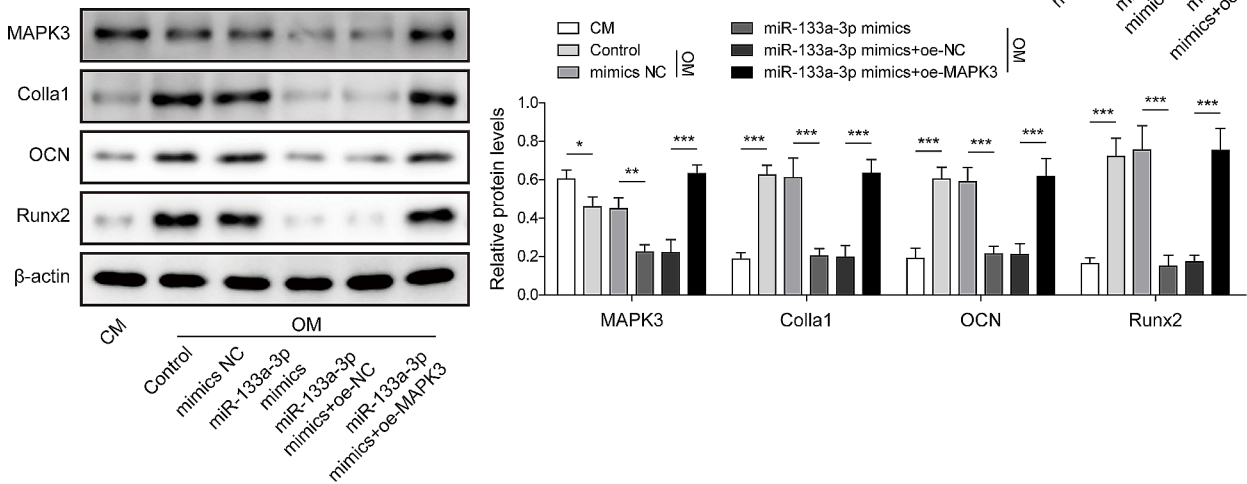 MAPK3
Colla1
OCN
Runx2
β-actin
CM
OM
Control
mimics NC
miR-133a-3p
mimics
miR-133a-3p
mimics+oe-NC
miR-133a-3p
mimics+oe-MAPK3
CM
Control
mimics NC
OM
miR-133a-3p mimics
miR-133a-3p mimics+oe-NC
miR-133a-3p mimics+oe-MAPK3
OM
Relative protein levels
1.0
0.8
0.6
0.4
0.2
0.0
* ** ***
*** *** ***
*** *** ***
*** *** ***
MAPK3
Colla1
OCN
Runx2